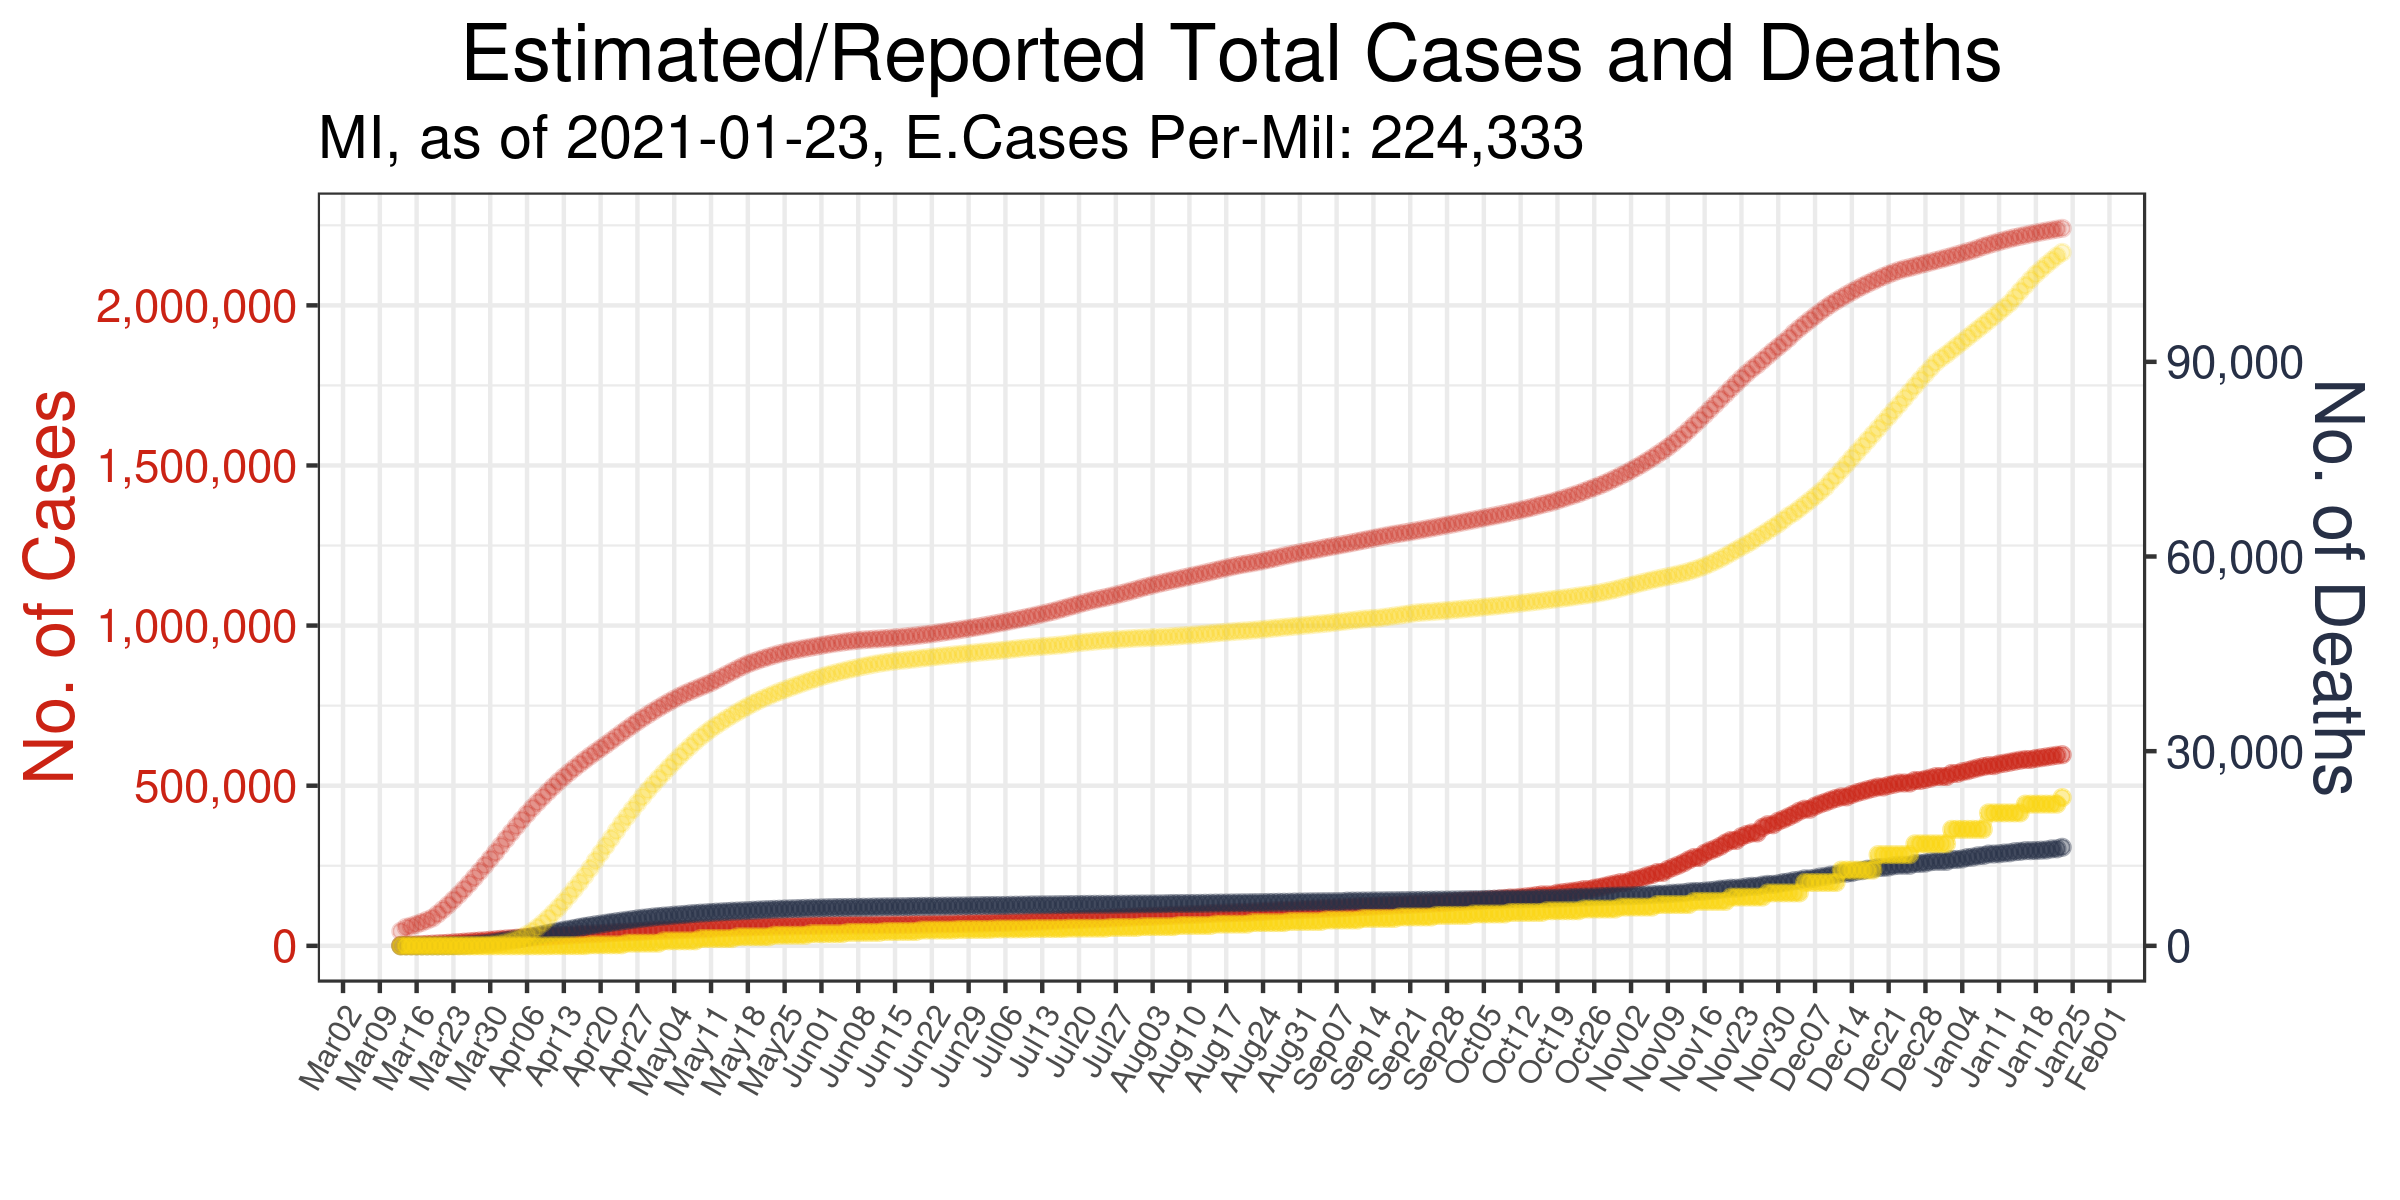 Estimated/Reported Total Cases and Deaths
MI, as of 2021-01-23, E.Cases Per-Mil: 224,333
No. of Cases
2,000,000
1,500,000
1,000,000
500,000
0
90,000
60,000
30,000
0
No. of Deaths
Mar02
Mar09
Mar16
Mar23
Mar30
Apr06
Apr13
Apr20
Apr27
May04
May11
May18
May25
Jun01
Jun08
Jun15
Jun22
Jun29
Jul06
Jul13
Jul20
Jul27
Aug03
Aug10
Aug17
Aug24
Aug31
Sep07
Sep14
Sep21
Sep28
Oct05
Oct12
Oct19
Oct26
Nov02
Nov09
Nov16
Nov23
Nov30
Dec07
Dec14
Dec21
Dec28
Jan04
Jan11
Jan18
Jan25
Feb01